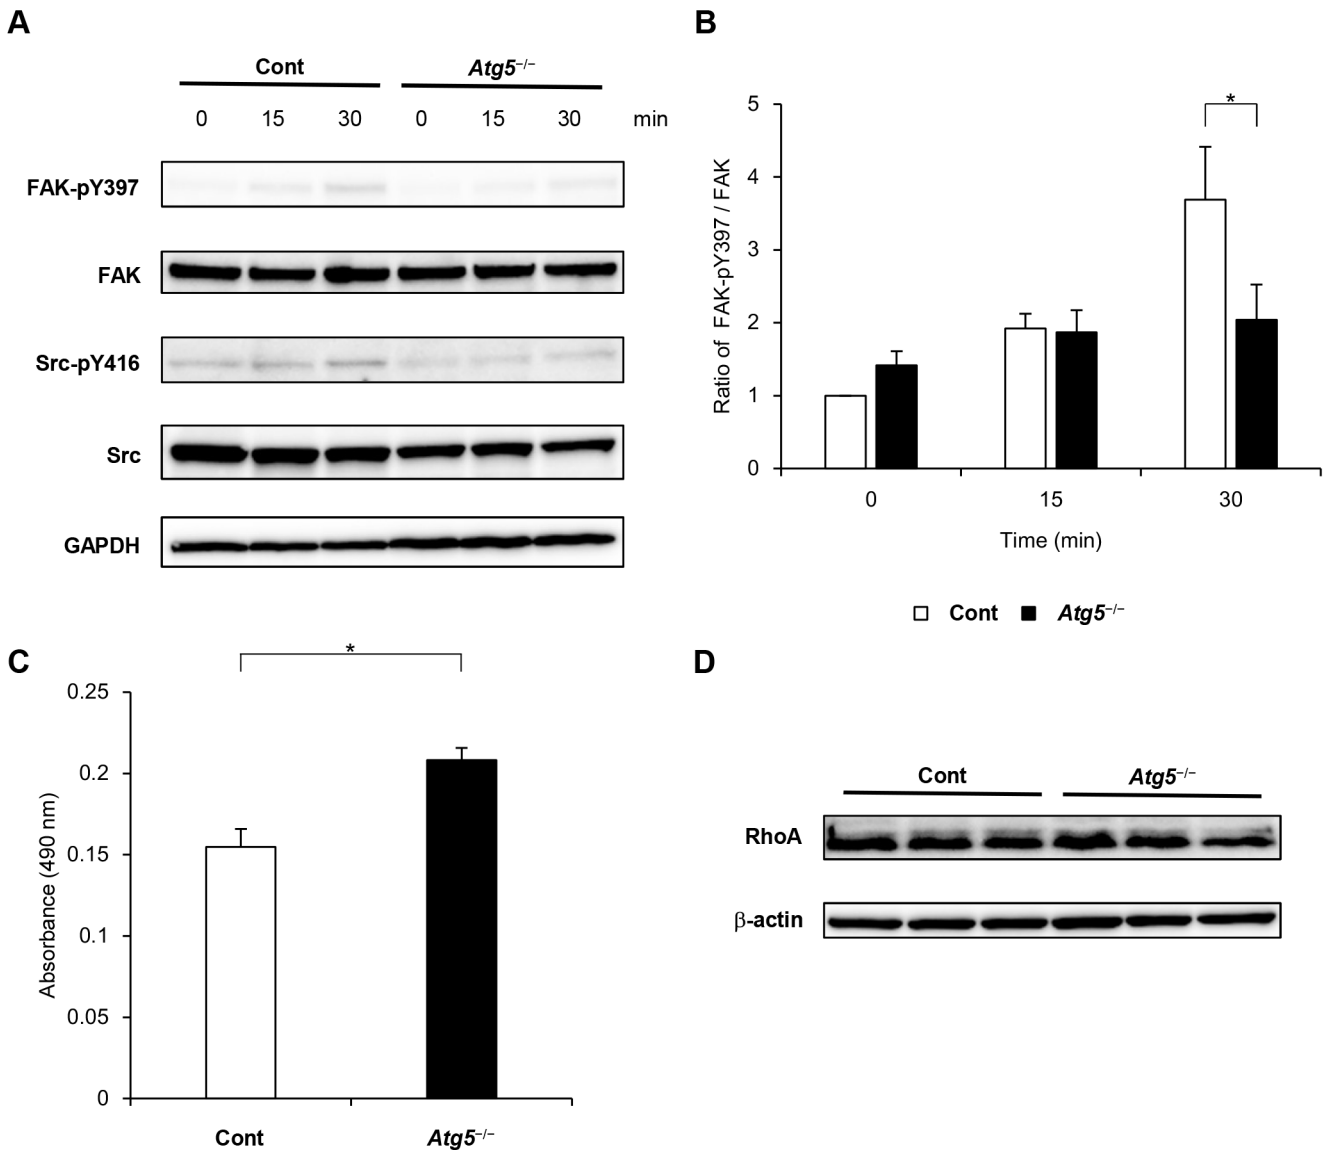 A
Cont Atg5−/−
0 15 30 0 15 30 min
FAK-pY397
FAK
Src-pY416
Src
GAPDH
B
*
5
4
3
2
1
0
Ratio of FAK-pY397 / FAK
0 15 30
Time (min)
Cont Atg5−/−
C
*
0.25
0.2
0.15
0.1
0.05
0
Absorbance (490 nm)
Cont Atg5−/−
D
Cont Atg5−/−
RhoA
β-actin